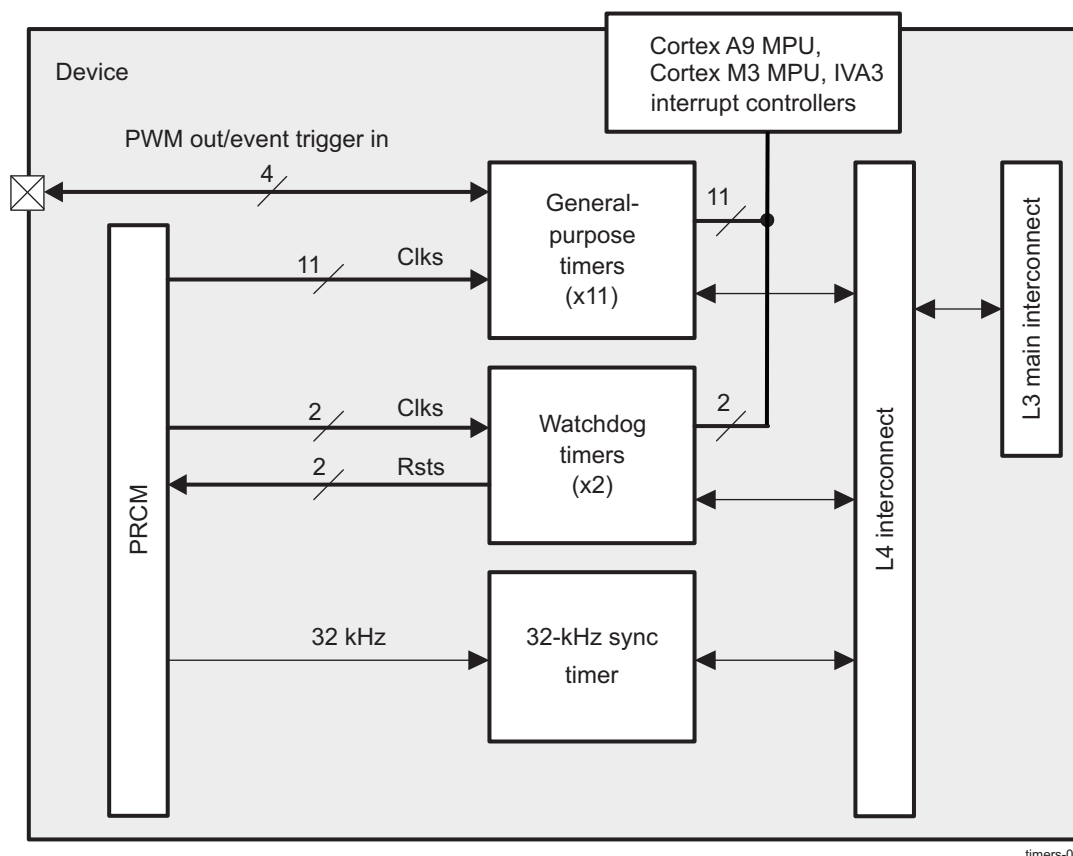 Cortex A9 MPU,
Cortex M3 MPU, IVA3
interrupt controllers
Device
PWM out/event trigger in
4
General-
purpose
timers
(x11)
11
11
Clks
Watchdog
timers
(x2)
2
2
Clks
2
Rsts
32-kHz sync
timer
32 kHz
PRCM
L4 interconnect
L3 main interconnect